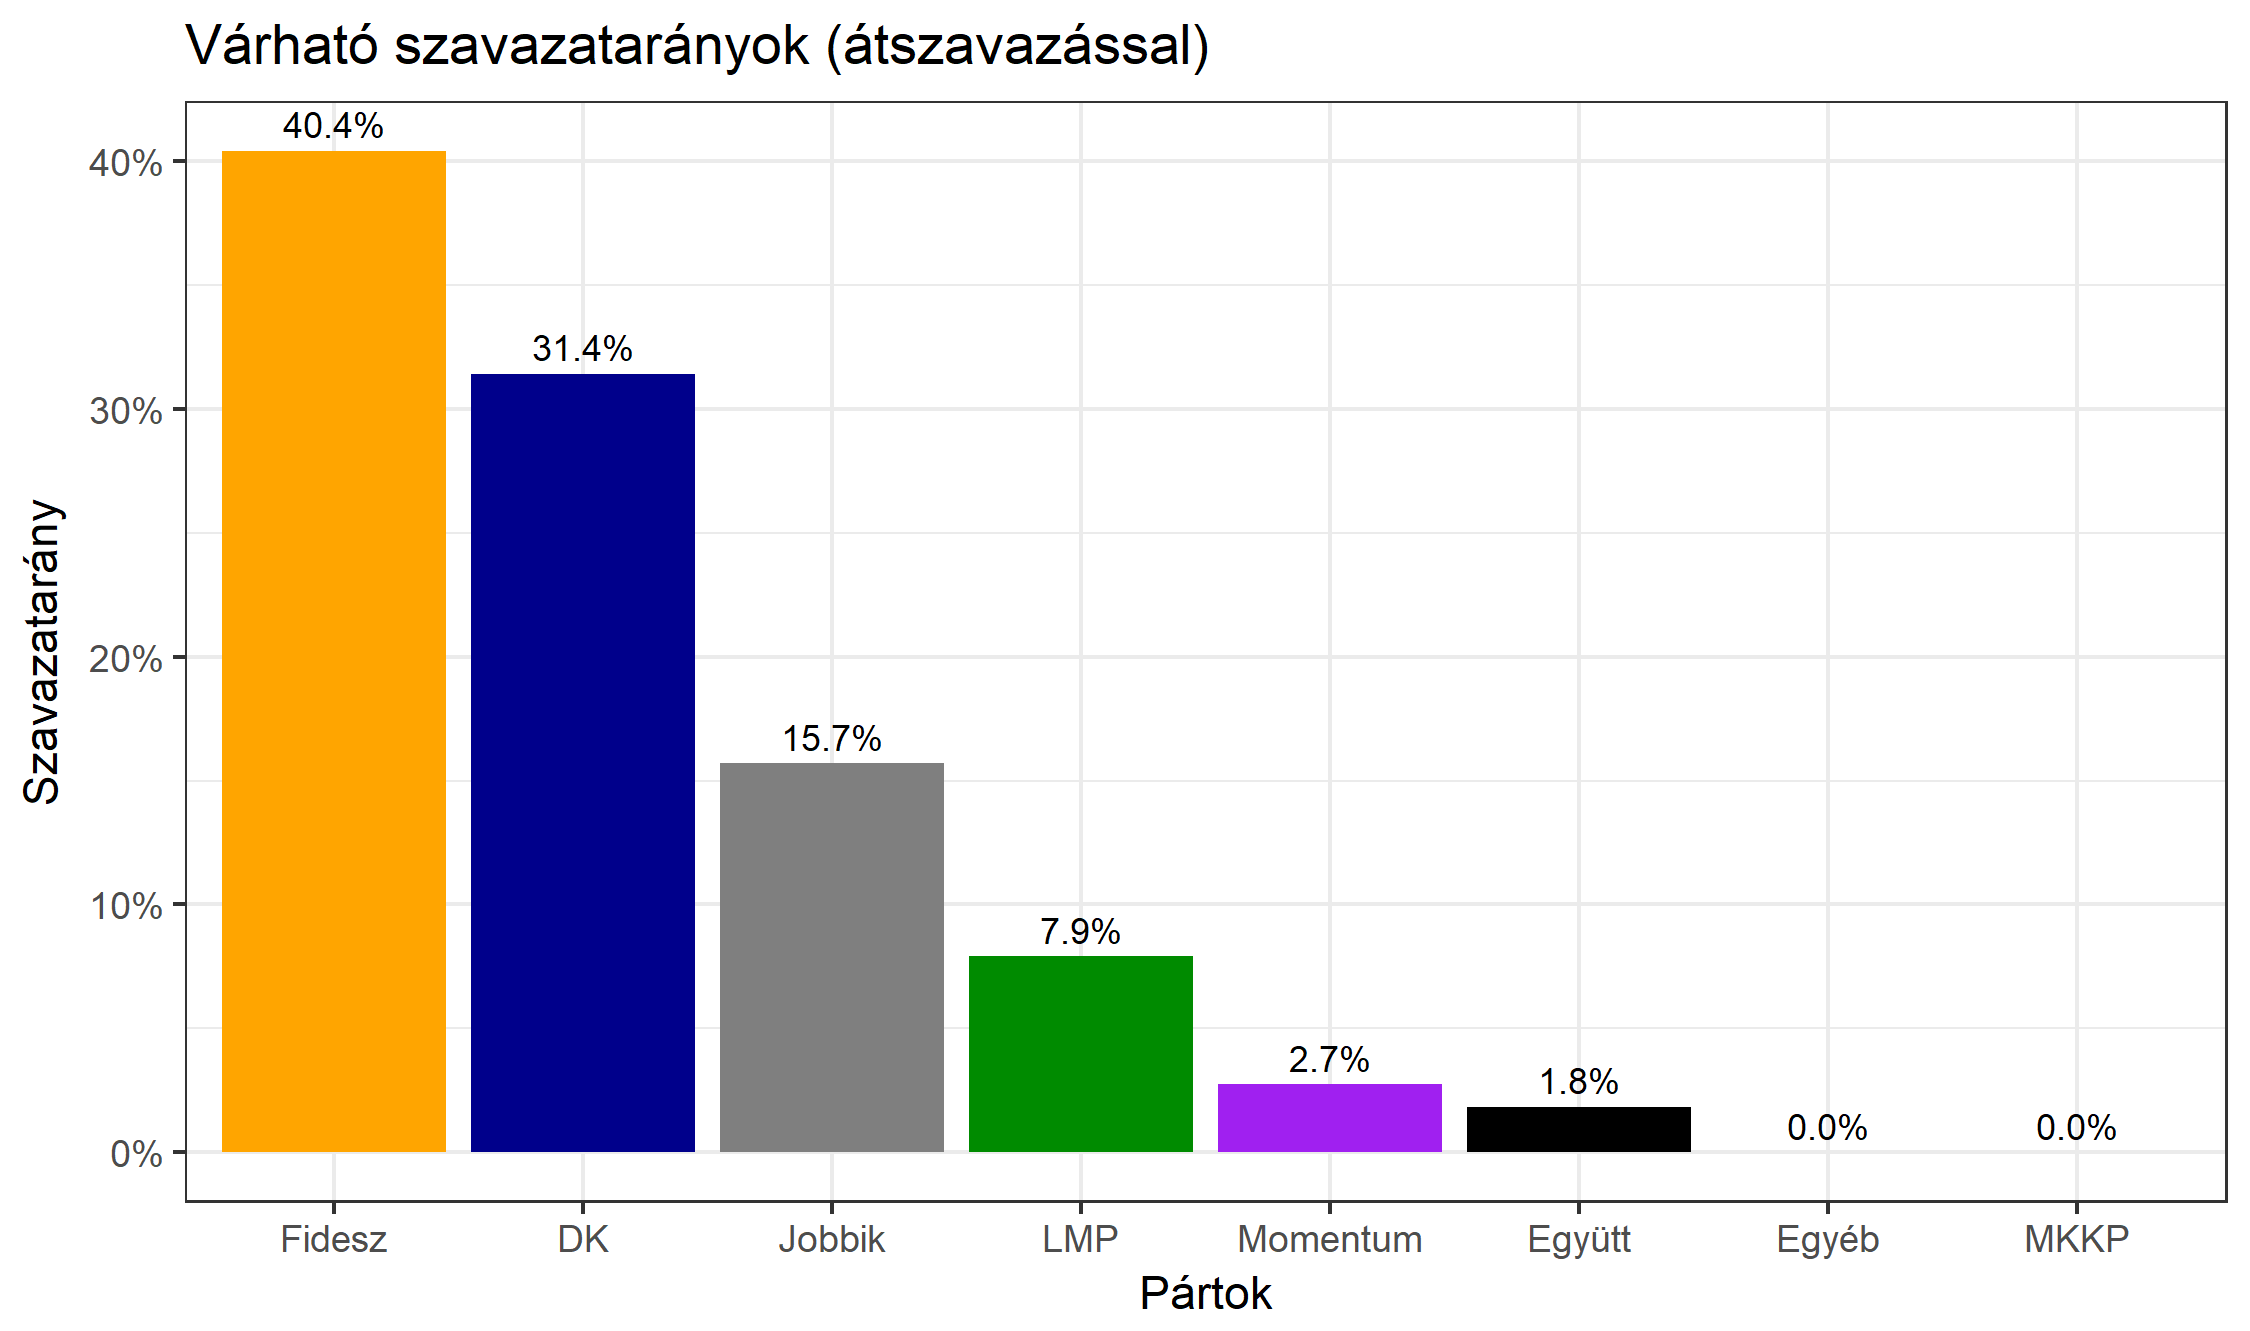 Várható szavazatarányok (átszavazással)
Szavazatarány
40%
30%
20%
10%
0%
40.4%
31.4%
15.7%
7.9%
2.7%
1.8%
0.0%
0.0%
Fidesz
DK
Jobbik
LMP
Momentum
Együtt
Egyéb
MKKP
Pártok